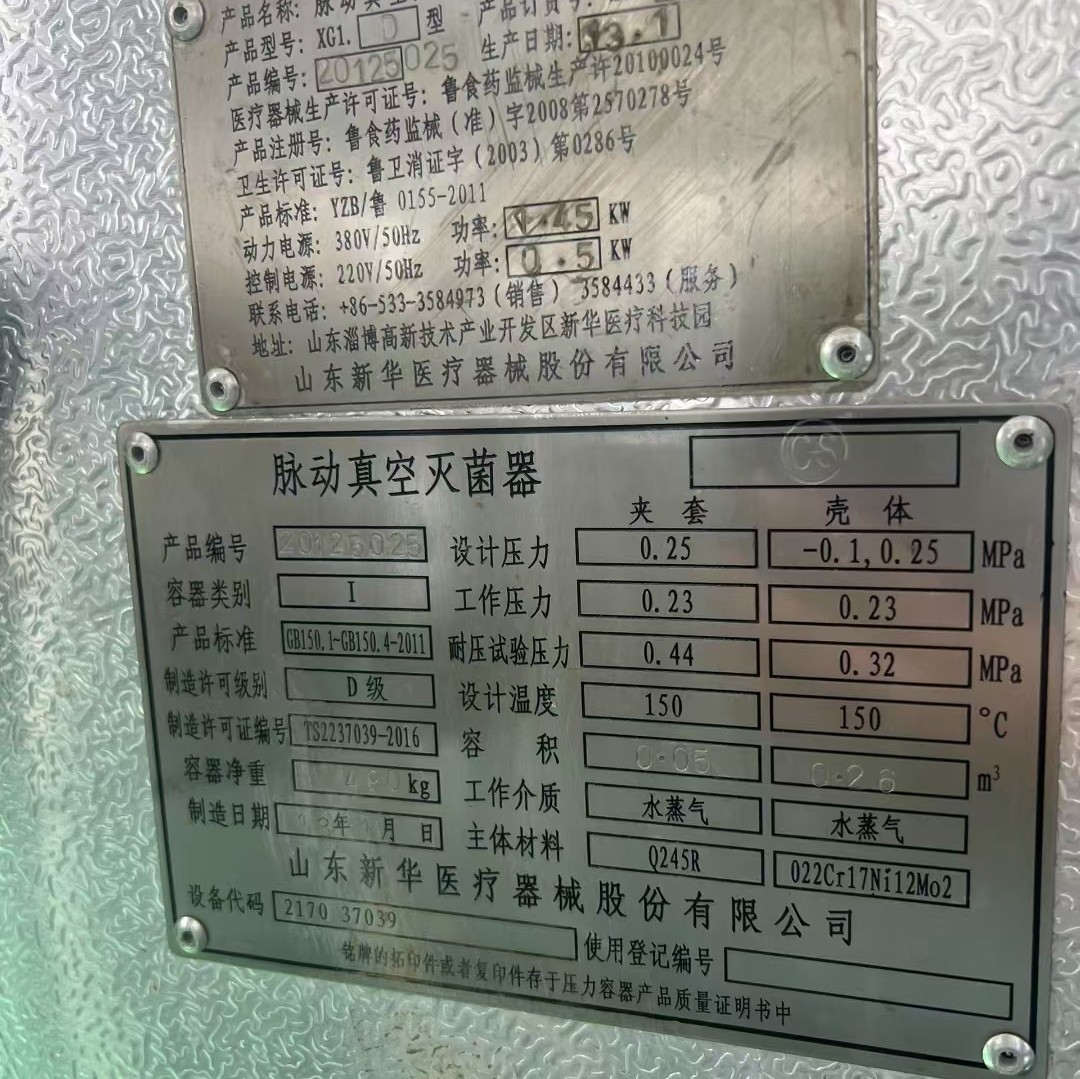 产品名称: 脉动真空
产品型号: XG1. D 型
产品编号: 20125025 生产日期: 13.1
医疗器械生产许可证号: 鲁食药监械生产许20100024号
产品注册号: 鲁食药监械(准)字2008第2570278号
卫生许可证号: 鲁卫消证字(2003)第0286号
产品标准: YZB/鲁 0155-2011
动力电源: 380V/50Hz 功率: 1.45 KW
控制电源: 220V/50Hz 功率: 0.5 KW
联系电话: +86-533-3584973(销售) 3584433(服务)
地址: 山东淄博高新技术产业开发区新华医疗科技园
山东新华医疗器械股份有限公司
脉动真空灭菌器 CS
夹套 壳体
产品编号 20125025 设计压力 0.25 -0.1,0.25 MPa
容器类别 I 工作压力 0.23 0.23 MPa
产品标准 GB150.1~GB150.4-2011 耐压试验压力 0.44 0.32 MPa
制造许可级别 D级 设计温度 150 150 °C
制造许可证编号 TS2237039-2016 容积 0.05 0.26 m³
容器净重 kg 工作介质 水蒸气 水蒸气
制造日期 年 月 日 主体材料 Q245R 022Cr17Ni12Mo2
山东新华医疗器械股份有限公司
设备代码 2170 37039 使用登记编号
铭牌的拓印件或者复印件存于压力容器产品质量证明书中